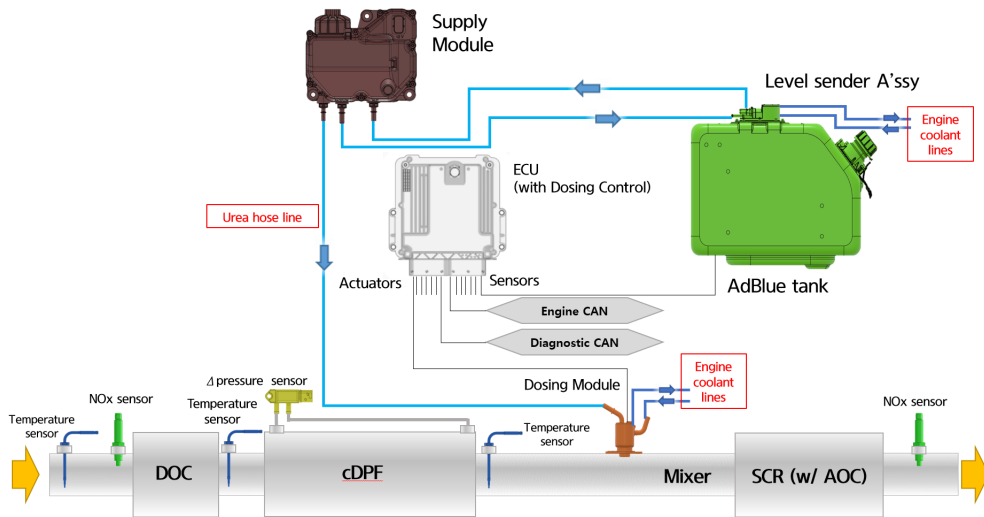 Supply
Module
Level sender A'ssy
Engine
coolant
lines
ECU
(with Dosing Control)
Urea hose line
Actuators
Sensors
AdBlue tank
Engine CAN
Diagnostic CAN
Engine
coolant
lines
Dosing Module
Δ pressure sensor
NOx sensor
Temperature
sensor
Temperature
sensor
Temperature
sensor
NOx sensor
DOC
cDPF
Mixer
SCR (w/ AOC)